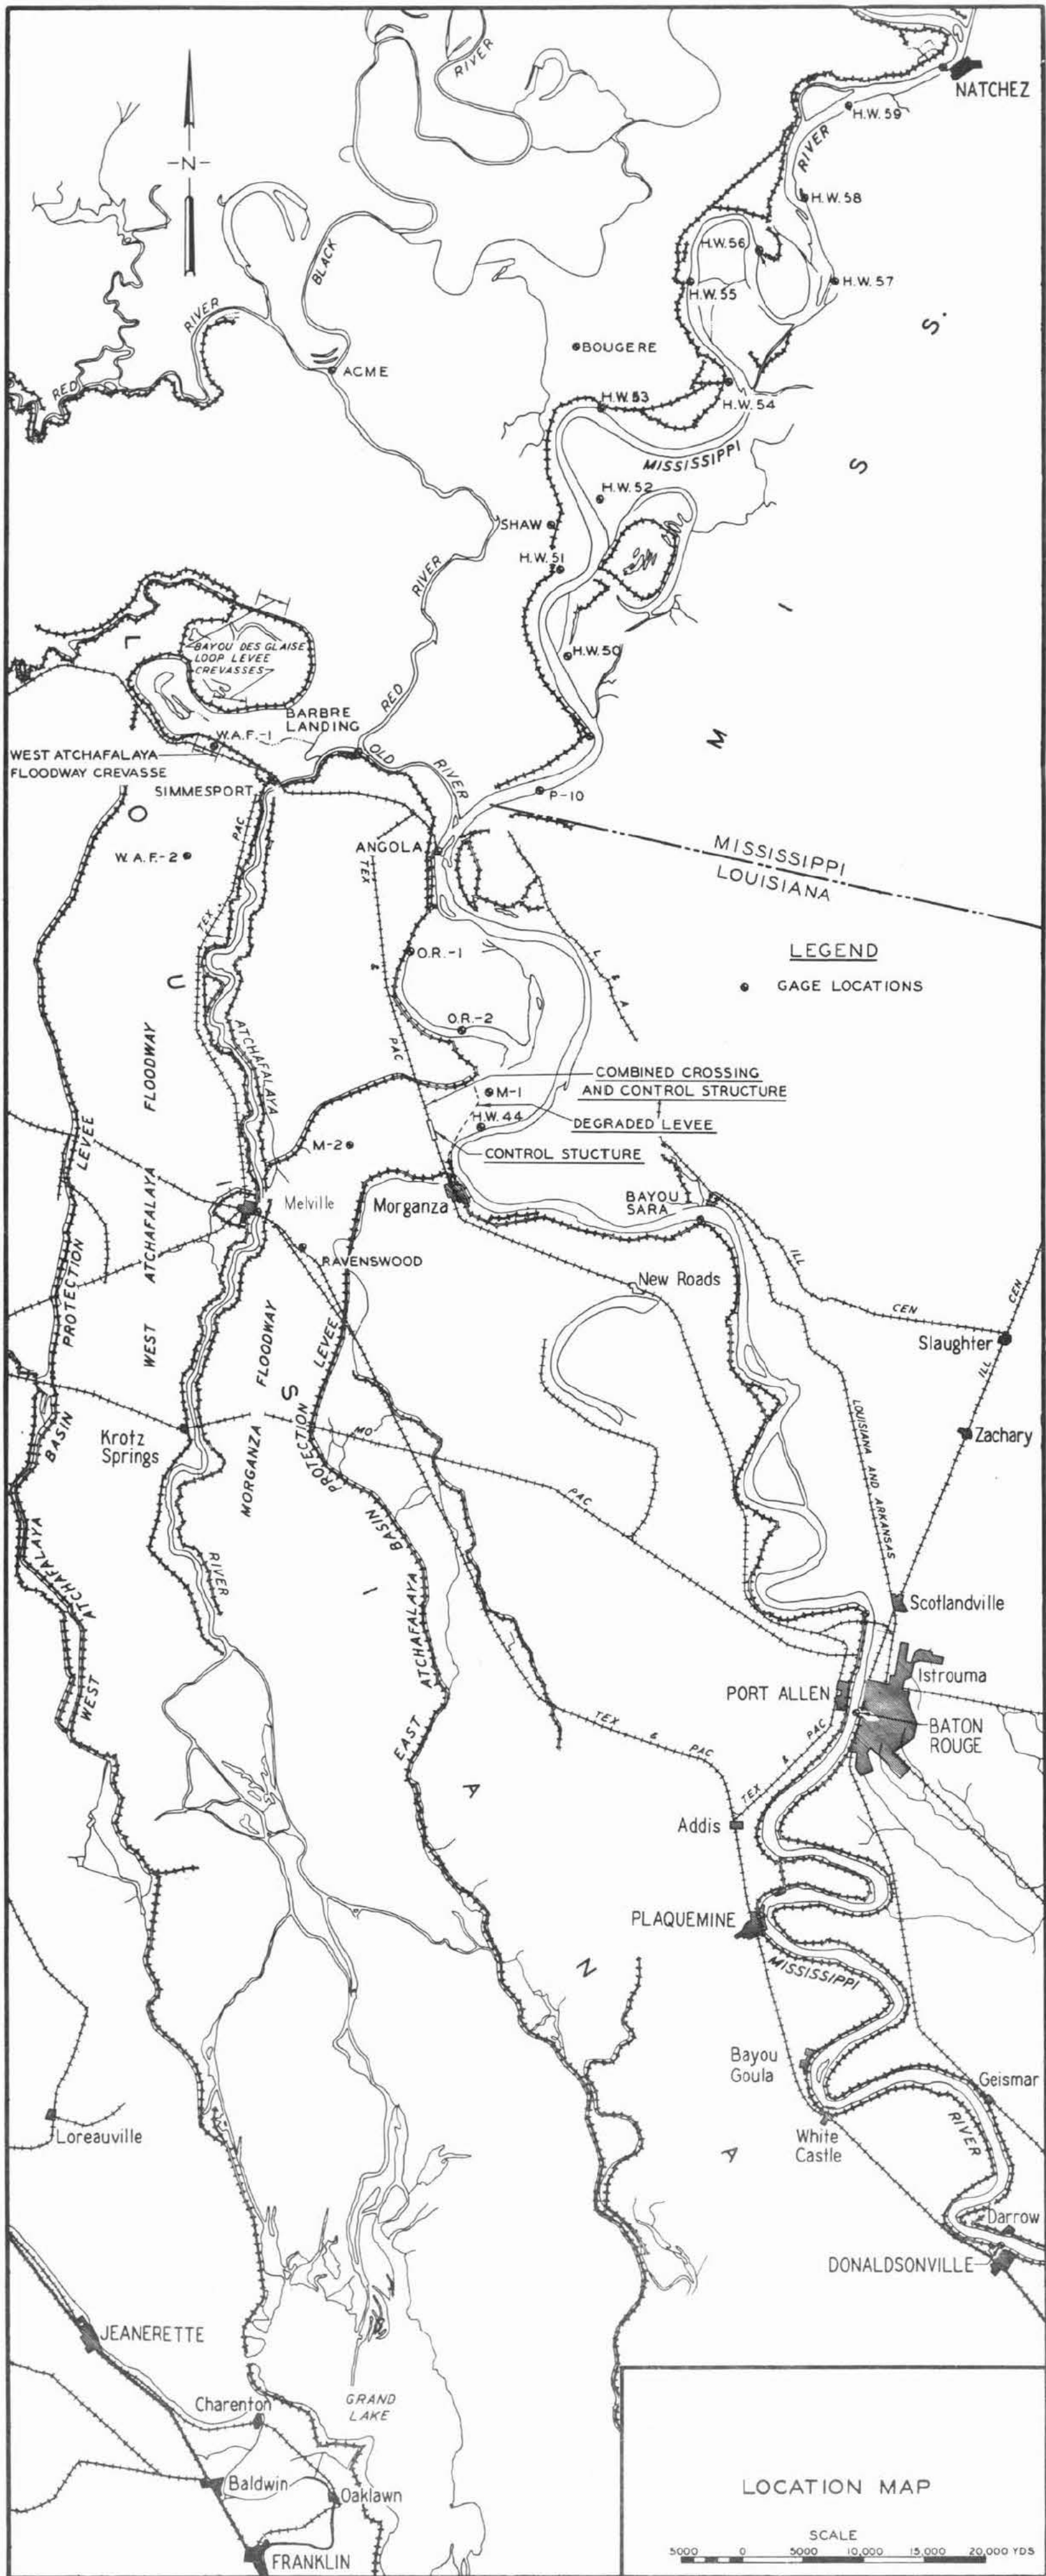 RIVER
NATCHEZ
H.W. 59
-N-
RIVER
H.W. 58
H.W. 56
BLACK
H.W. 55
H.W. 57
RIVER
S.
BOUGERE
RED
ACME
H.W. 53
H.W. 54
MISSISSIPPI
S
H.W. 52
SHAW
H.W. 51
RIVER
I
L
BAYOU DES GLAISE
LOOP LEVEE
CREVASSES
H.W. 50
RED
BARBRE
LANDING
W.A.F.-1
M
WEST ATCHAFALAYA
FLOODWAY CREVASSE
OLD
RIVER
SIMMESPORT
P-10
O
PAC
ANGOLA
MISSISSIPPI
LOUISIANA
W.A.F.-2
TEX
TEX
LEGEND
GAGE LOCATIONS
O.R.-1
L & A
&
U
O.R.-2
FLOODWAY
ATCHAFALAYA
PAC
COMBINED CROSSING
AND CONTROL STRUCTURE
M-1
H.W. 44
DEGRADED LEVEE
M-2
CONTROL STUCTURE
LEVEE
ATCHAFALAYA
I
Melville
Morganza
BAYOU
SARA
RAVENSWOOD
ILL
PROTECTION
New Roads
CEN
CEN
WEST
FLOODWAY
LEVEE
Slaughter
ILL
S
BASIN
Krotz
Springs
MORGANZA
PROTECTION
MO
LOUISIANA AND ARKANSAS
Zachary
PAC
BASIN
ATCHAFALAYA
RIVER
I
Scotlandville
ATCHAFALAYA
WEST
Istrouma
PORT ALLEN
EAST
TEX
&
PAC
PAC
&
TEX
BATON
ROUGE
A
Addis
PLAQUEMINE
N
MISSISSIPPI
Bayou
Goula
Geismar
Loreauville
White
Castle
RIVER
A
Darrow
DONALDSONVILLE
JEANERETTE
GRAND
LAKE
Charenton
Baldwin
Oaklawn
FRANKLIN
LOCATION MAP
SCALE
5000 0 5000 10,000 15,000 20,000 YDS